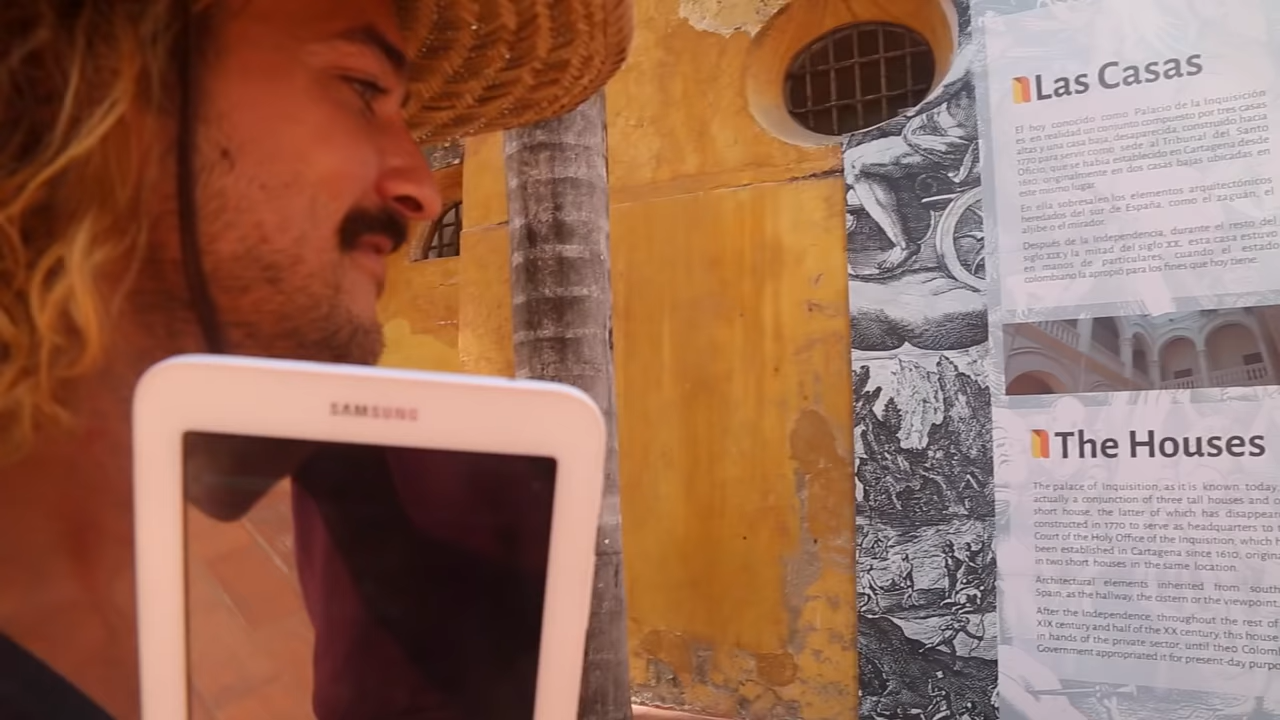 SAMSUNG
Las Casas
El hoy conocido como Palacio de la Inquisición
es en realidad un conjunto compuesto por tres casas
altas y una casa baja, desaparecida, construido hacia
1770 para servir como sede al Tribunal del Santo
Oficio, que se había establecido en Cartagena desde
1610, originalmente en dos casas bajas ubicadas en
este mismo lugar.
En ella sobresalen los elementos arquitectónicos
heredados del sur de España, como el zaguán, el
aljibe o el mirador.
Después de la Independencia, durante el resto del
siglo XIX y la mitad del siglo XX, esta casa estuvo
en manos de particulares, cuando el estado
colombiano la apropió para los fines que hoy tiene.
The Houses
The palace of Inquisition, as it is known today,
actually a conjunction of three tall houses and
short house, the latter of which has
constructed in 1770 to serve as headquarters to
Court of the Holy Office of the Inquisition, which
been established in Cartagena since 1610,
in two short houses in the same location.
Architectural elements inherited from
Spain, as the hallway, the cistern or the viewpoint
After the Independence, throughout the rest of
XIX century and half of the XX century, this house
in hands of the private sector, until theo
Government appropriated it for present-day